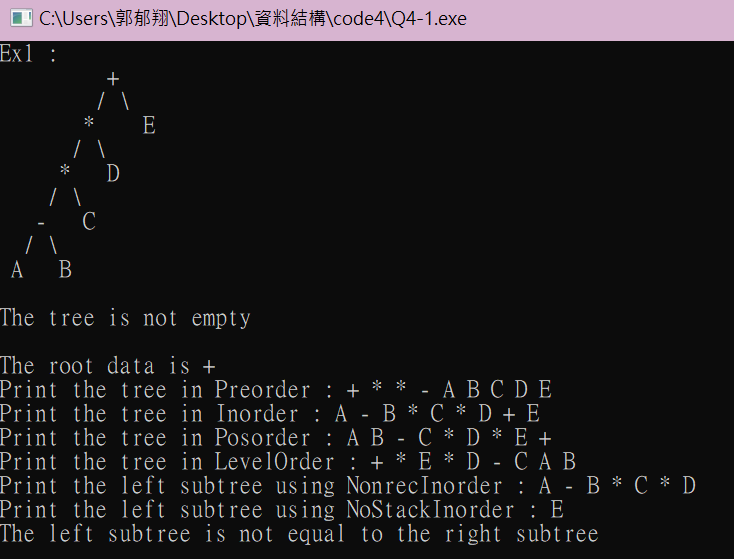 C:\Users\郭郁翔\Desktop\資料結構\code4\Q4-1.exe
Ex1 :
         +
        / \
       *    E
      / \
     *   D
    / \
   -   C
  / \
 A   B
The tree is not empty
The root data is +
Print the tree in Preorder : + * * - A B C D E
Print the tree in Inorder : A - B * C * D + E
Print the tree in Posorder : A B - C * D * E +
Print the tree in LevelOrder : + * E * D - C A B
Print the left subtree using NonrecInorder : A - B * C * D
Print the left subtree using NoStackInorder : E
The left subtree is not equal to the right subtree